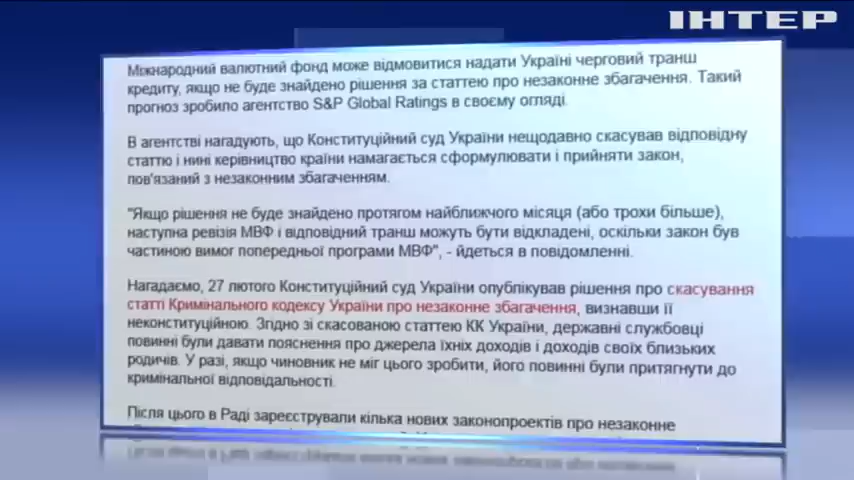 ІНТЕР
Міжнародний валютний фонд може відмовитися надати Україні черговий транш
кредиту, якщо не буде знайдено рішення за статтею про незаконне збагачення. Такий
прогноз зробило агентство S&P Global Ratings в своєму огляді.
В агентстві нагадують, що Конституційний суд України нещодавно скасував відповідну
статтю і нині керівництво країни намагається сформулювати і прийняти закон,
пов'язаний з незаконним збагаченням.
"Якщо рішення не буде знайдено протягом найближчого місяця (або трохи більше),
наступна ревізія МВФ і відповідний транш можуть бути відкладені, оскільки закон був
частиною вимог попередньої програми МВФ", - йдеться в повідомленні.
Нагадаємо, 27 лютого Конституційний суд України опублікував рішення про скасування
статті Кримінального кодексу України про незаконне збагачення, визнавши її
неконституційною. Згідно зі скасованою статтею КК України, державні службовці
повинні були давати пояснення про джерела їхніх доходів і доходів своїх близьких
родичів. У разі, якщо чиновник не міг цього зробити, його повинні були притягнути до
кримінальної відповідальності.
Після цього в Раді зареєстрували кілька нових законопроектів про незаконне